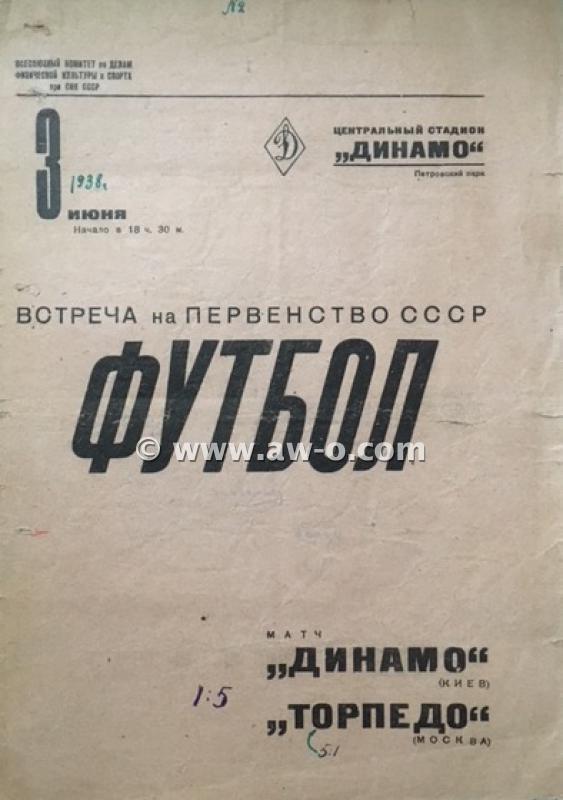 №2
ВСЕСОЮЗНЫЙ КОМИТЕТ по ДЕЛАМ
ФИЗИЧЕСКОЙ КУЛЬТУРЫ и СПОРТА
при СНК СССР
3
1938г.
ИЮНЯ
Начало в 18 ч. 30 м.
Д
ЦЕНТРАЛЬНЫЙ СТАДИОН
„ДИНАМО“
Петровский парк
ВСТРЕЧА на ПЕРВЕНСТВО СССР
ФУТБОЛ
© www.aw-o.com
МАТЧ
„ДИНАМО“
(КИЕВ)
1:5
„ТОРПЕДО“
(МОСКВА)
5:1